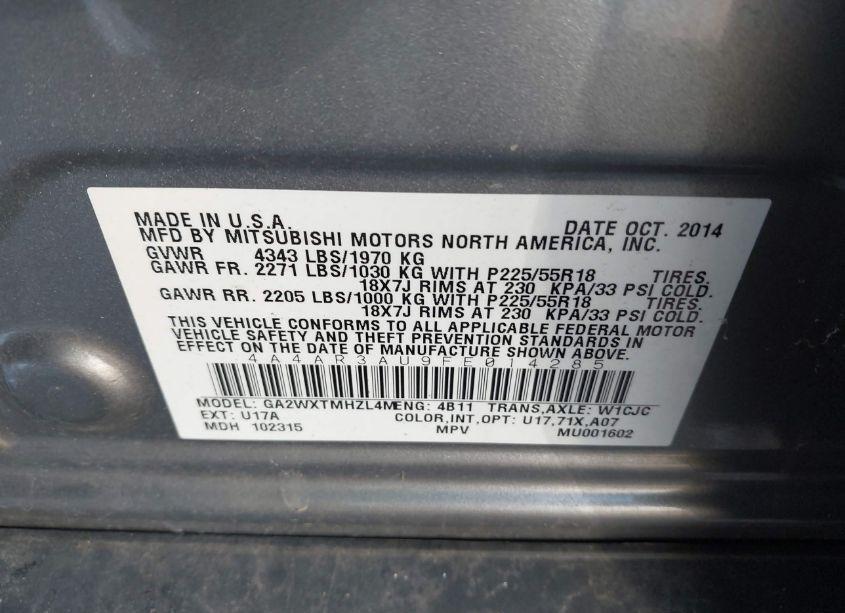 MADE IN U.S.A. DATE OCT. 2014
MFD BY MITSUBISHI MOTORS NORTH AMERICA, INC.
GVWR 4343 LBS/1970 KG
GAWR FR. 2271 LBS/1030 KG WITH P225/55R18 TIRES,
18X7J RIMS AT 230 KPA/33 PSI COLD.
GAWR RR. 2205 LBS/1000 KG WITH P225/55R18 TIRES,
18X7J RIMS AT 230 KPA/33 PSI COLD.
THIS VEHICLE CONFORMS TO ALL APPLICABLE FEDERAL MOTOR
VEHICLE SAFETY AND THEFT PREVENTION STANDARDS IN
EFFECT ON THE DATE OF MANUFACTURE SHOWN ABOVE.
4A4AR3AU9FE014285
MODEL: GA2WXTMHZL4M ENG: 4B11 TRANS,AXLE: W1CJC
EXT: U17A COLOR,INT,OPT: U17,71X,A07
MDH 102315 MPV MU001602